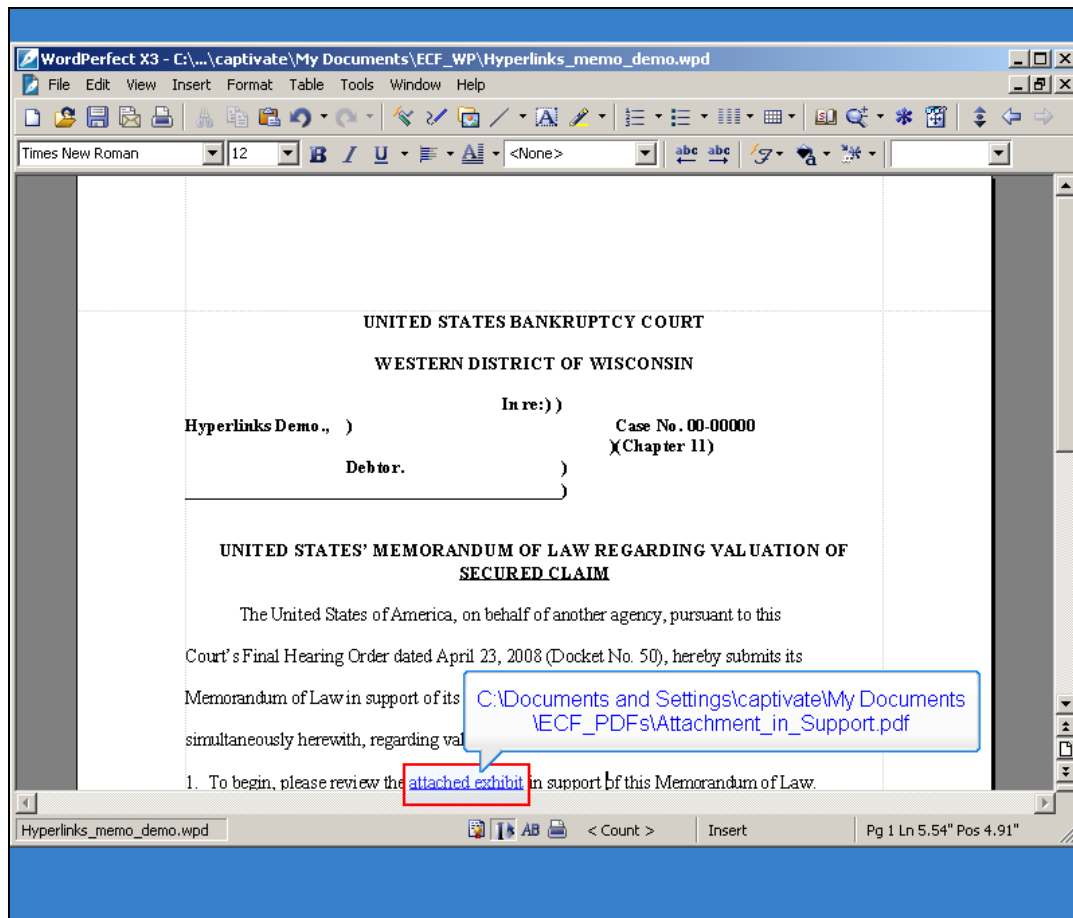 WordPerfect X3 - C:\...\captivate\My Documents\ECF_WP\Hyperlinks_memo_demo.wpd
File Edit View Insert Format Table Tools Window Help
Times New Roman 12 B I U A <None> abc abc
UNITED STATES BANKRUPTCY COURT
WESTERN DISTRICT OF WISCONSIN
In re:) )
Hyperlinks Demo., ) Case No. 00-00000
)(Chapter 11)
Debtor. )
)
UNITED STATES' MEMORANDUM OF LAW REGARDING VALUATION OF
SECURED CLAIM
The United States of America, on behalf of another agency, pursuant to this
Court's Final Hearing Order dated April 23, 2008 (Docket No. 50), hereby submits its
Memorandum of Law in support of its
C:\Documents and Settings\captivate\My Documents
\ECF_PDFs\Attachment_in_Support.pdf
simultaneously herewith, regarding val
1. To begin, please review the attached exhibit in support of this Memorandum of Law.
Hyperlinks_memo_demo.wpd AB < Count > Insert Pg 1 Ln 5.54" Pos 4.91"